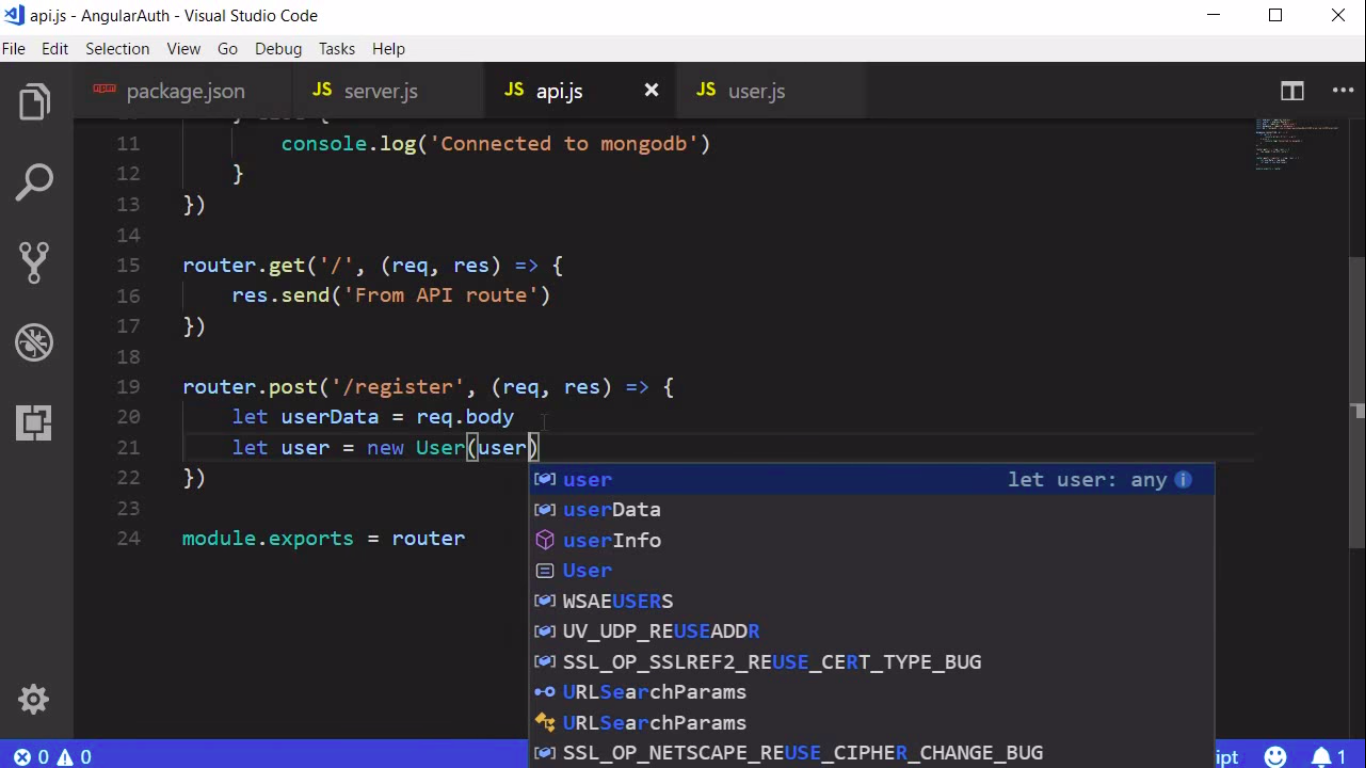 api.js - AngularAuth - Visual Studio Code
File Edit Selection View Go Debug Tasks Help
package.json JS server.js JS api.js JS user.js
11 console.log('Connected to mongodb')
12 }
13 })
14
15 router.get('/', (req, res) => {
16 res.send('From API route')
17 })
18
19 router.post('/register', (req, res) => {
20 let userData = req.body
21 let user = new User(user)
22 })
23
24 module.exports = router
user let user: any
userData
userInfo
User
WSAEUSERS
UV_UDP_REUSEADDR
SSL_OP_SSLREF2_REUSE_CERT_TYPE_BUG
URLSearchParams
URLSearchParams
SSL_OP_NETSCAPE_REUSE_CIPHER_CHANGE_BUG
0 0 ipt 1